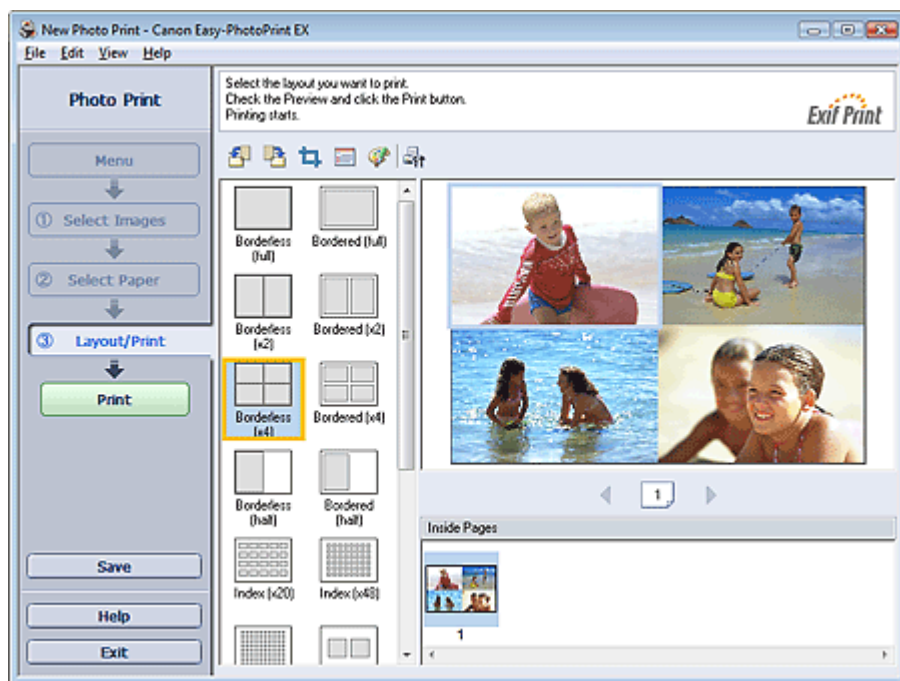 New Photo Print - Canon Easy-PhotoPrint EX
File Edit View Help
Photo Print
Select the layout you want to print.
Check the Preview and click the Print button.
Printing starts.
Exif Print
Menu
① Select Images
② Select Paper
③ Layout/Print
Print
Save
Help
Exit
Borderless
(full)
Bordered (full)
Borderless
(x2)
Bordered (x2)
Borderless
(x4)
Bordered (x4)
Borderless
(half)
Bordered
(half)
Index (x20)
Index (x48)
1
Inside Pages
1